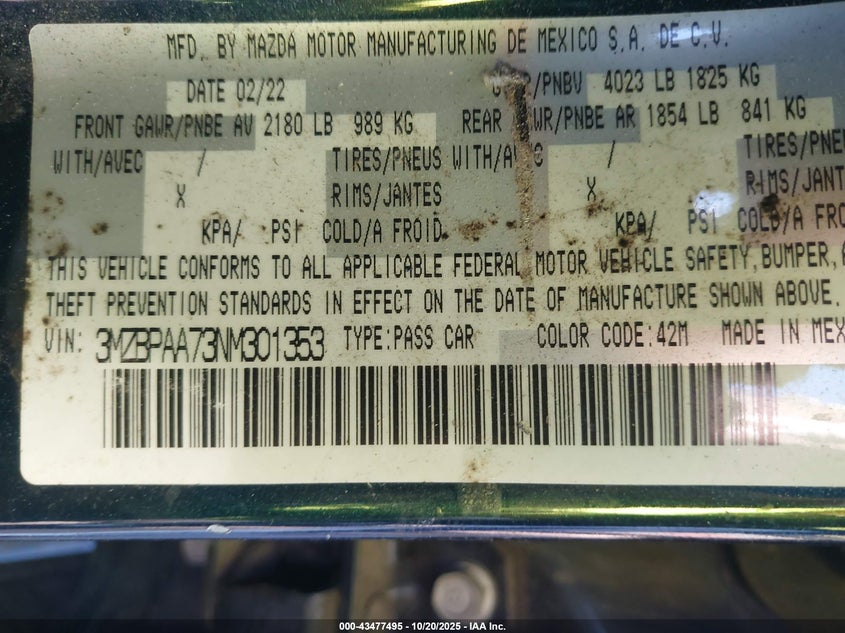 MFD. BY MAZDA MOTOR MANUFACTURING DE MEXICO S.A. DE C.V.
DATE 02/22 /PNBV 4023 LB 1825 KG
FRONT GAWR/PNBE AV 2180 LB 989 KG REAR /PNBE AR 1854 LB 841 KG
WITH/AVEC / TIRES/PNEUS WITH/AVEC / TIRES/PNEU
X RIMS/JANTES X RIMS/JANT
KPA/ PSI COLD/A FROID KPA/ PSI COLD/A FRO
THIS VEHICLE CONFORMS TO ALL APPLICABLE FEDERAL MOTOR VEHICLE SAFETY, BUMPER,
THEFT PREVENTION STANDARDS IN EFFECT ON THE DATE OF MANUFACTURE SHOWN ABOVE.
VIN: 3MZBPAA73NM301353 TYPE:PASS CAR COLOR CODE:42M MADE IN MEX
000-43477495 - 10/20/2025 - IAA Inc.